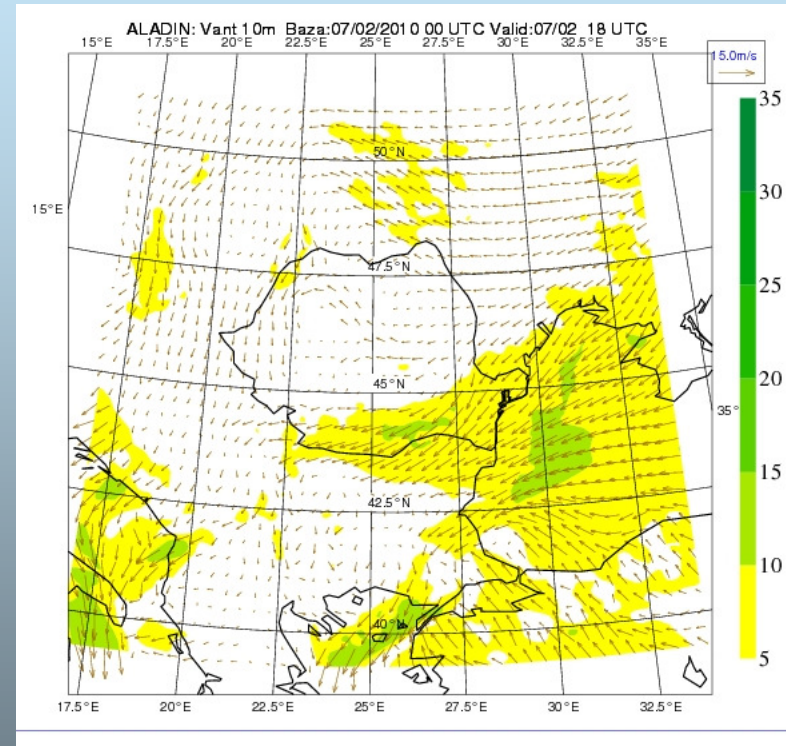 ALADIN: Vant 10m Baza:07/02/2010 00 UTC Valid:07/02 18 UTC
15°E 17.5°E 20°E 22.5°E 25°E 27.5°E 30°E 32.5°E 35°E
15.0m/s
35
50°N
30
15°E
47.5°N
25
45°N
20
35°
15
42.5°N
10
40°N
5
17.5°E 20°E 22.5°E 25°E 27.5°E 30°E 32.5°E